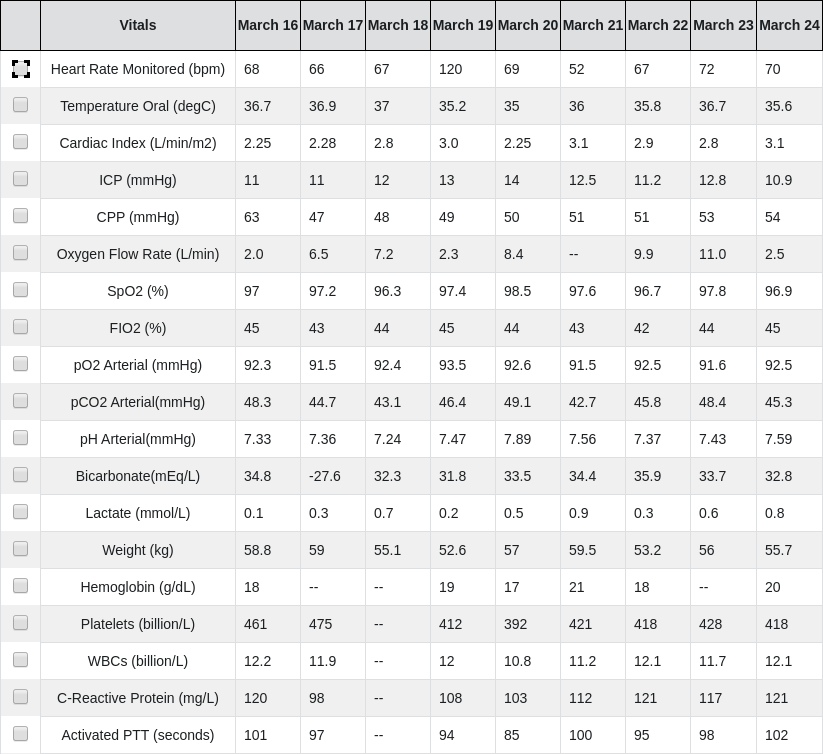 Vitals March 16 March 17 March 18 March 19 March 20 March 21 March 22 March 23 March 24
Heart Rate Monitored (bpm) 68 66 67 120 69 52 67 72 70
Temperature Oral (degC) 36.7 36.9 37 35.2 35 36 35.8 36.7 35.6
Cardiac Index (L/min/m2) 2.25 2.28 2.8 3.0 2.25 3.1 2.9 2.8 3.1
ICP (mmHg) 11 11 12 13 14 12.5 11.2 12.8 10.9
CPP (mmHg) 63 47 48 49 50 51 51 53 54
Oxygen Flow Rate (L/min) 2.0 6.5 7.2 2.3 8.4 -- 9.9 11.0 2.5
SpO2 (%) 97 97.2 96.3 97.4 98.5 97.6 96.7 97.8 96.9
FIO2 (%) 45 43 44 45 44 43 42 44 45
pO2 Arterial (mmHg) 92.3 91.5 92.4 93.5 92.6 91.5 92.5 91.6 92.5
pCO2 Arterial(mmHg) 48.3 44.7 43.1 46.4 49.1 42.7 45.8 48.4 45.3
pH Arterial(mmHg) 7.33 7.36 7.24 7.47 7.89 7.56 7.37 7.43 7.59
Bicarbonate(mEq/L) 34.8 -27.6 32.3 31.8 33.5 34.4 35.9 33.7 32.8
Lactate (mmol/L) 0.1 0.3 0.7 0.2 0.5 0.9 0.3 0.6 0.8
Weight (kg) 58.8 59 55.1 52.6 57 59.5 53.2 56 55.7
Hemoglobin (g/dL) 18 -- -- 19 17 21 18 -- 20
Platelets (billion/L) 461 475 -- 412 392 421 418 428 418
WBCs (billion/L) 12.2 11.9 -- 12 10.8 11.2 12.1 11.7 12.1
C-Reactive Protein (mg/L) 120 98 -- 108 103 112 121 117 121
Activated PTT (seconds) 101 97 -- 94 85 100 95 98 102